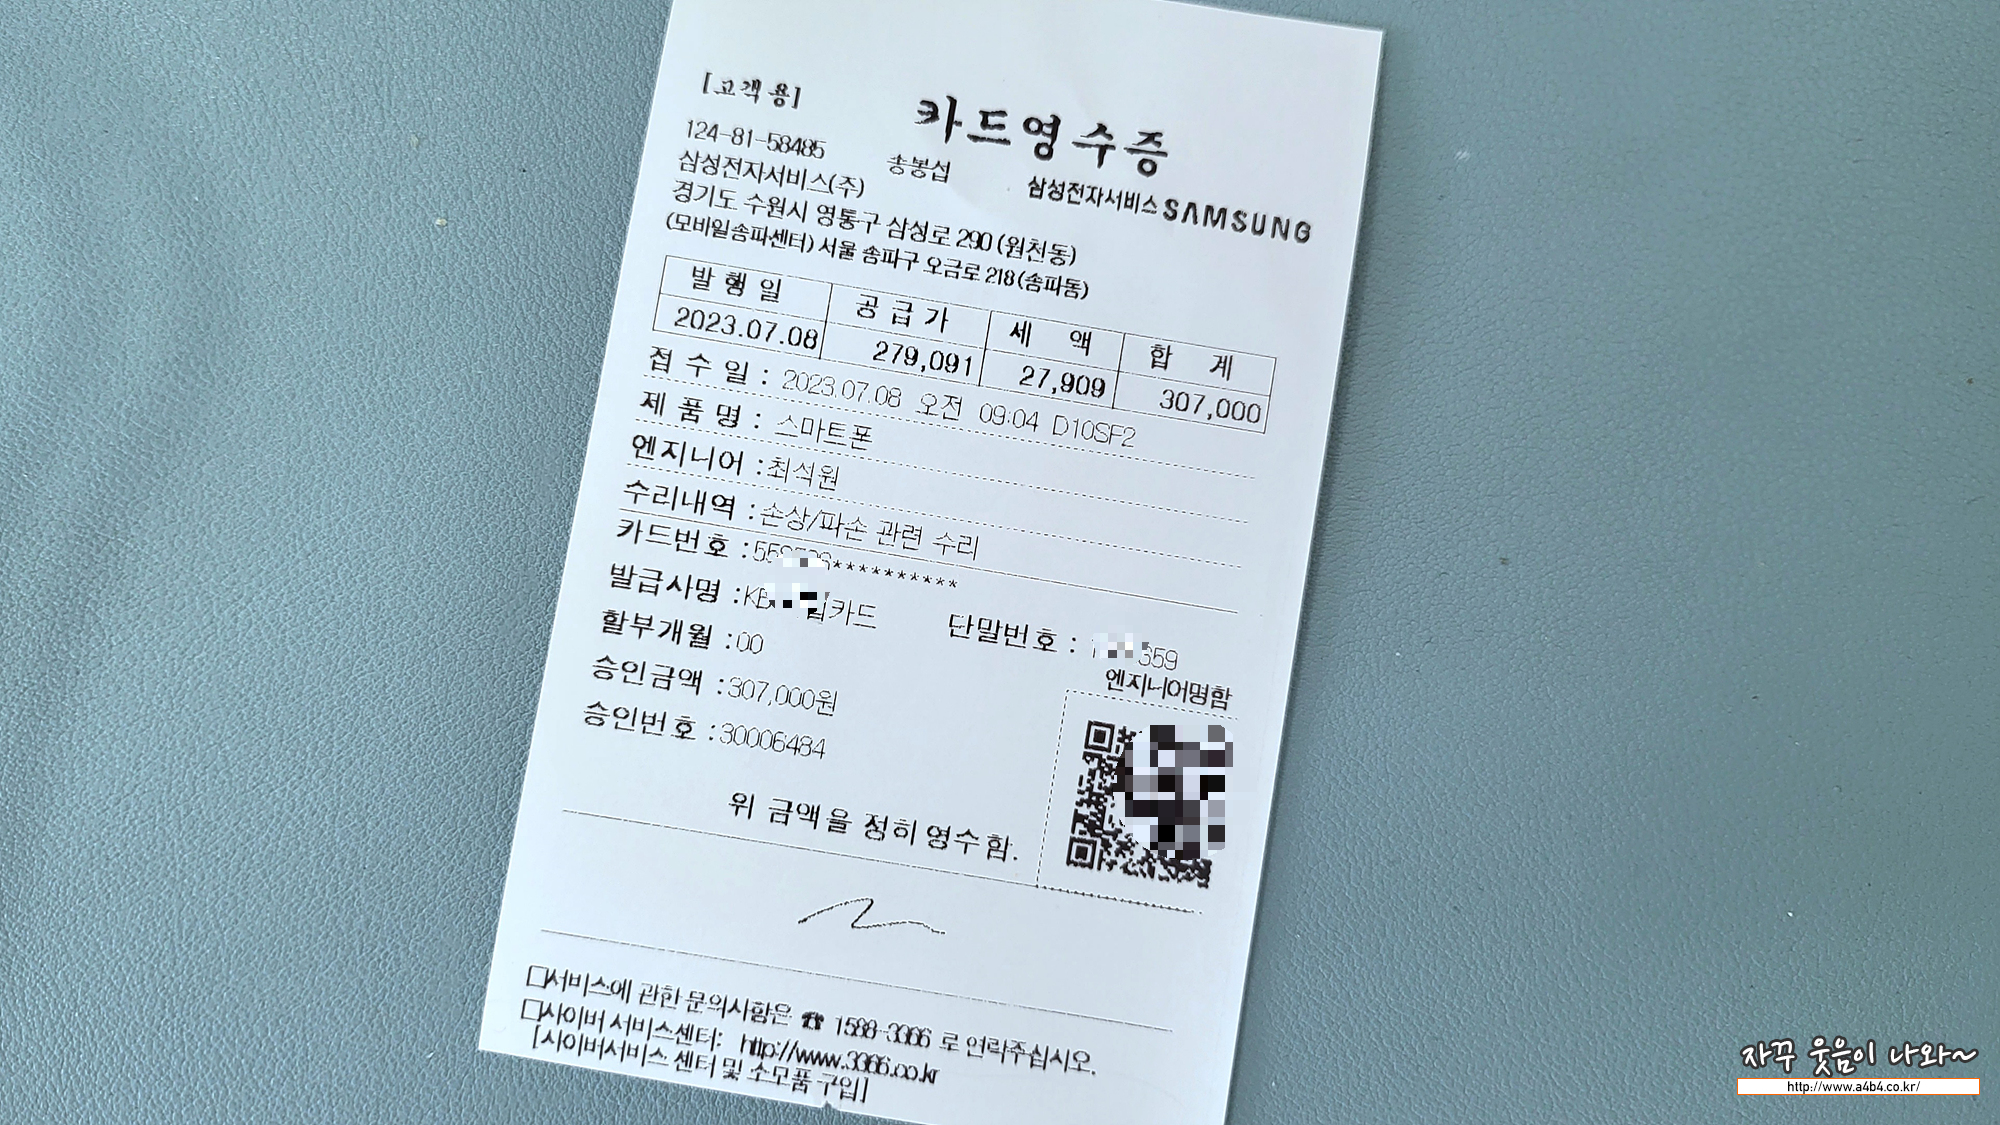 [고객용]
카드영수증
124-81-58485
삼성전자서비스(주) 송봉섭
삼성전자서비스 SAMSUNG
경기도 수원시 영통구 삼성로 290 (원천동)
(모바일송파센터) 서울 송파구 오금로 218 (송파동)
발행일 공급가 세액 합계
2023.07.08 279,091 27,909 307,000
접수일 : 2023.07.08 오전 09:04 D10SF2
제품명 : 스마트폰
엔지니어 :최석원
수리내역 :손상/파손 관련 수리
카드번호 :**********
발급사명 :카드
단말번호 : 659
할부개월 :00
엔지니어명함
승인금액 :307,000원
승인번호 :30006484
위 금액을 정히 영수함.
□서비스에 관한 문의사항은 ☎ 1588-3366 로 연락주십시오.
□사이버 서비스센터: http://www.3366.co.kr
[사이버서비스 센터 및 소모품 구입]
자꾸 웃음이 나와~
http://www.a4b4.co.kr/